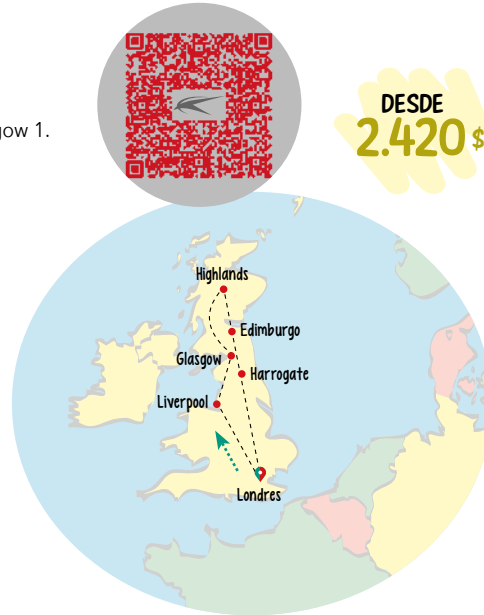 DESDE
gow 1.
2.420 $
Highlands
Edimburgo
Glasgow
Harrogate
Liverpool
Londres